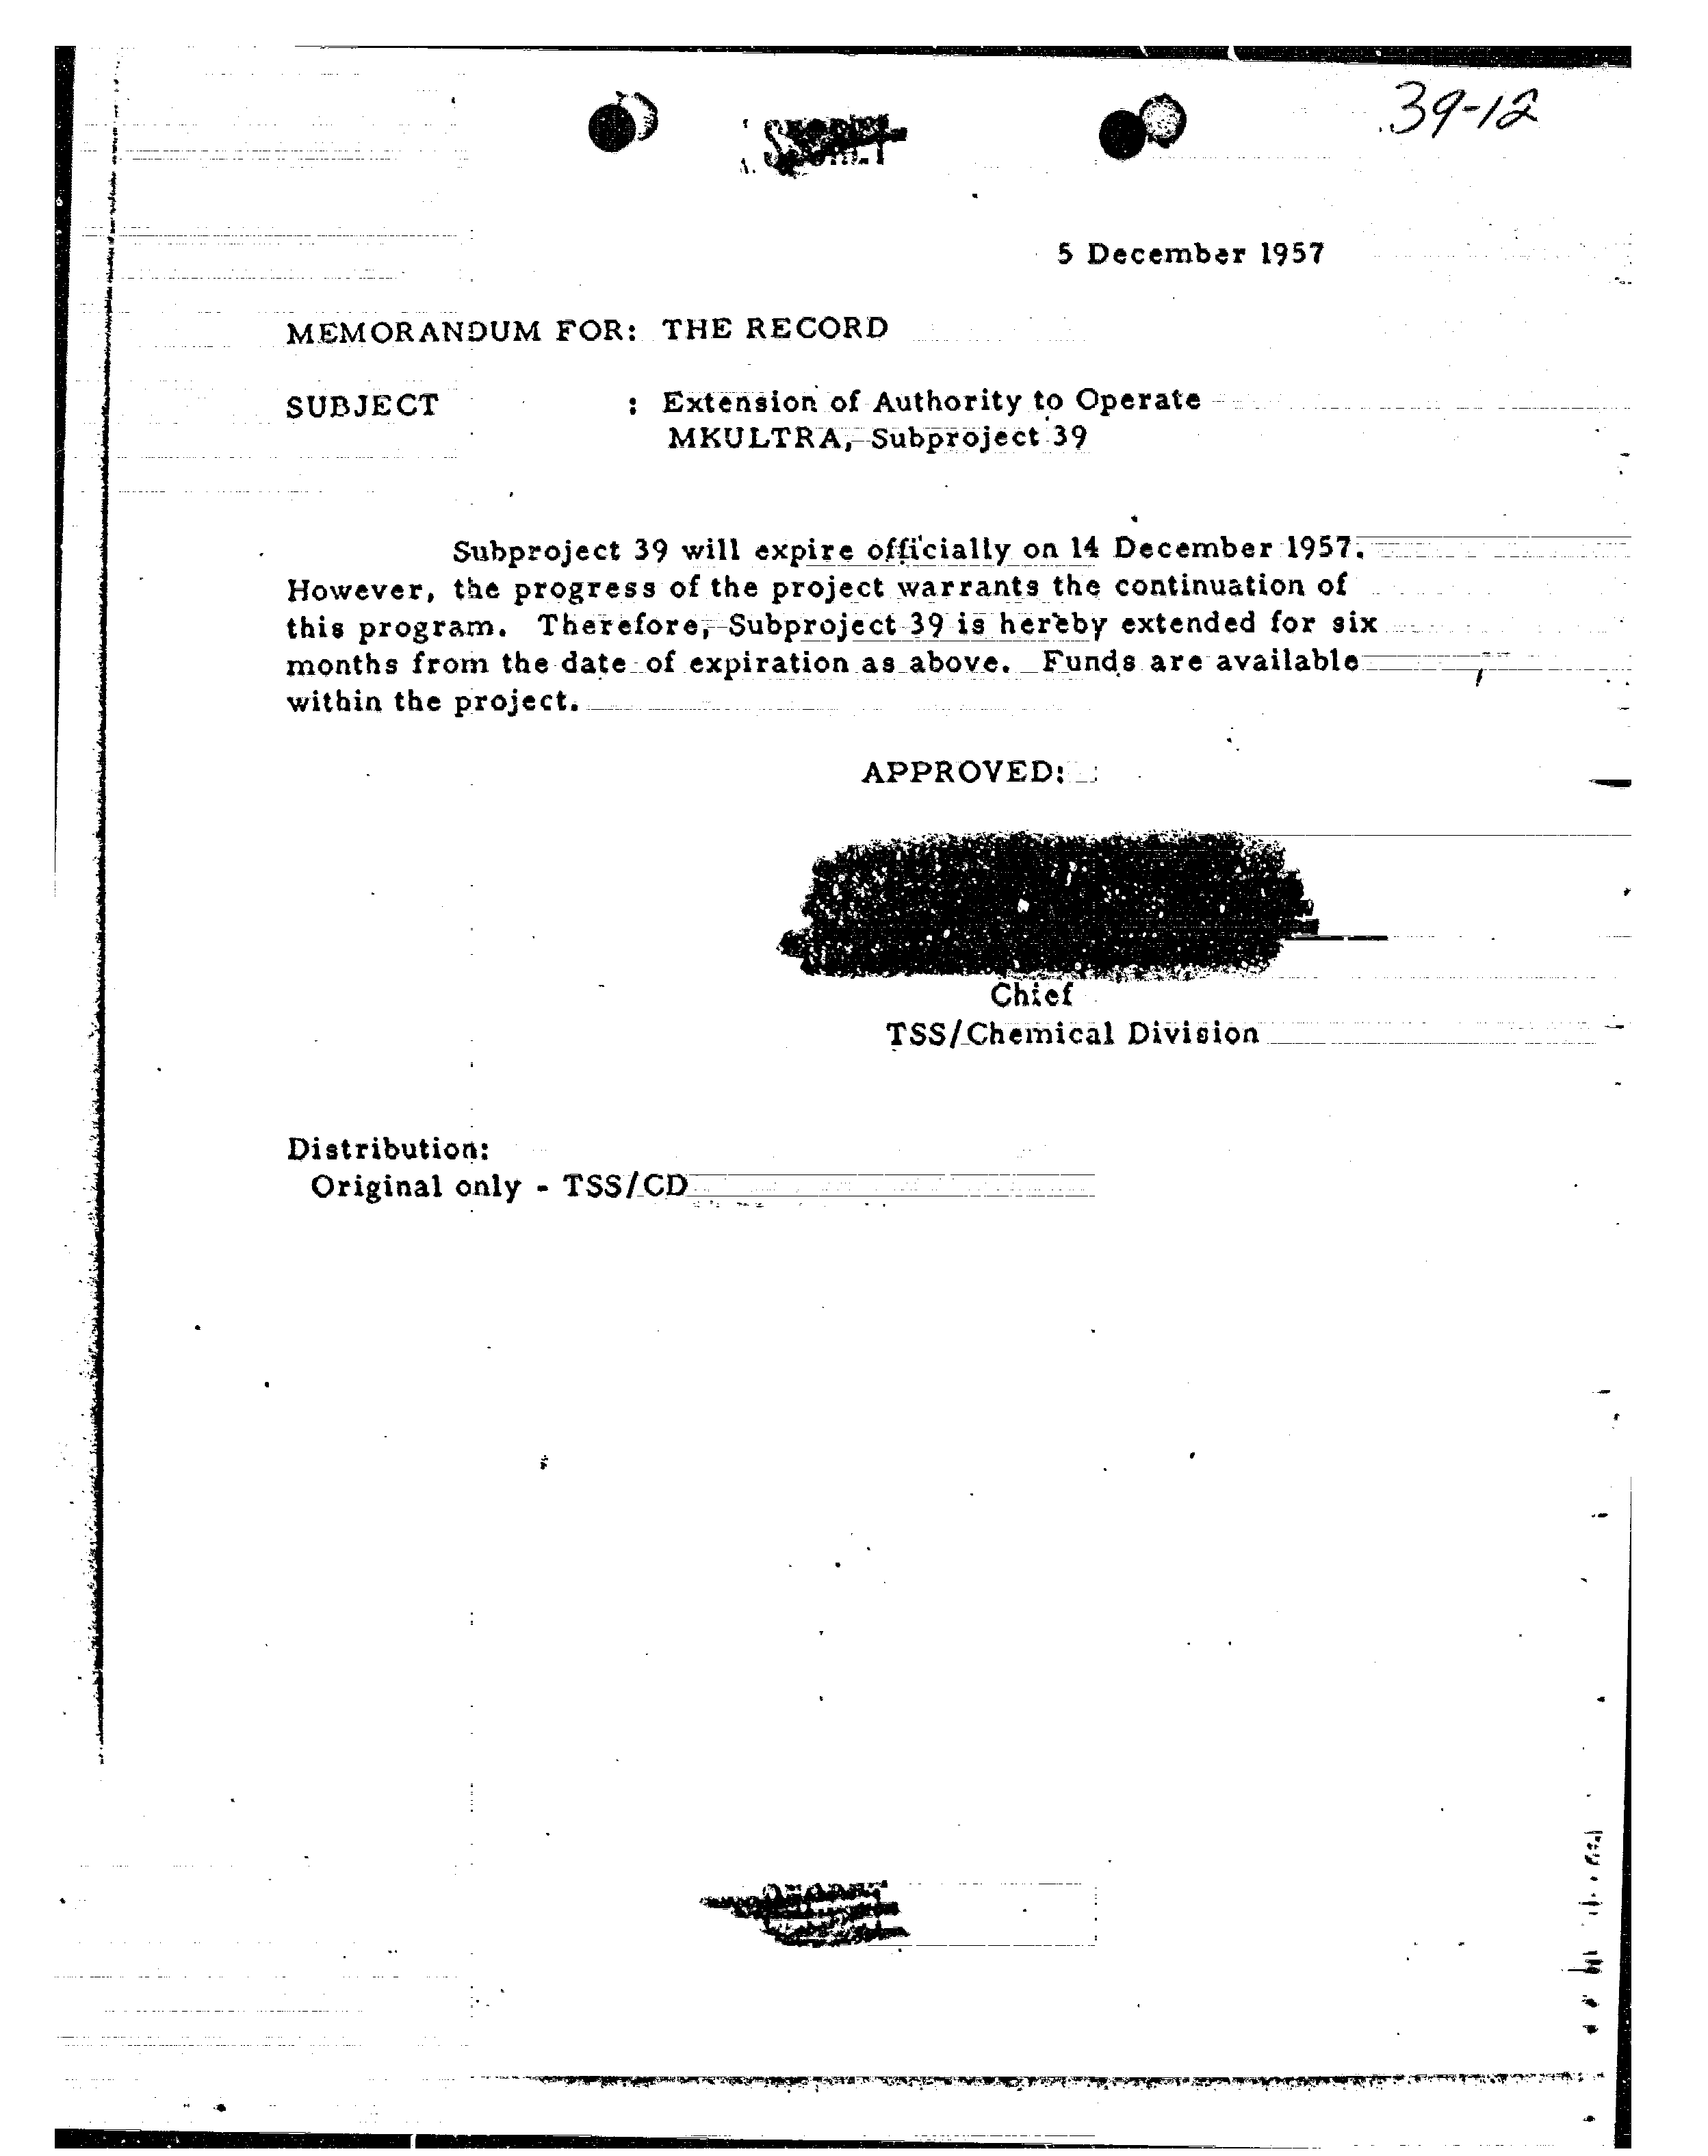 39-12
5 December 1957
MEMORANDUM FOR: THE RECORD
SUBJECT : Extension of Authority to Operate
MKULTRA, Subproject 39
Subproject 39 will expire officially on 14 December 1957.
However, the progress of the project warrants the continuation of
this program. Therefore, Subproject 39 is hereby extended for six
months from the date of expiration as above. Funds are available
within the project.
APPROVED:
Chief
TSS/Chemical Division
Distribution:
Original only - TSS/CD